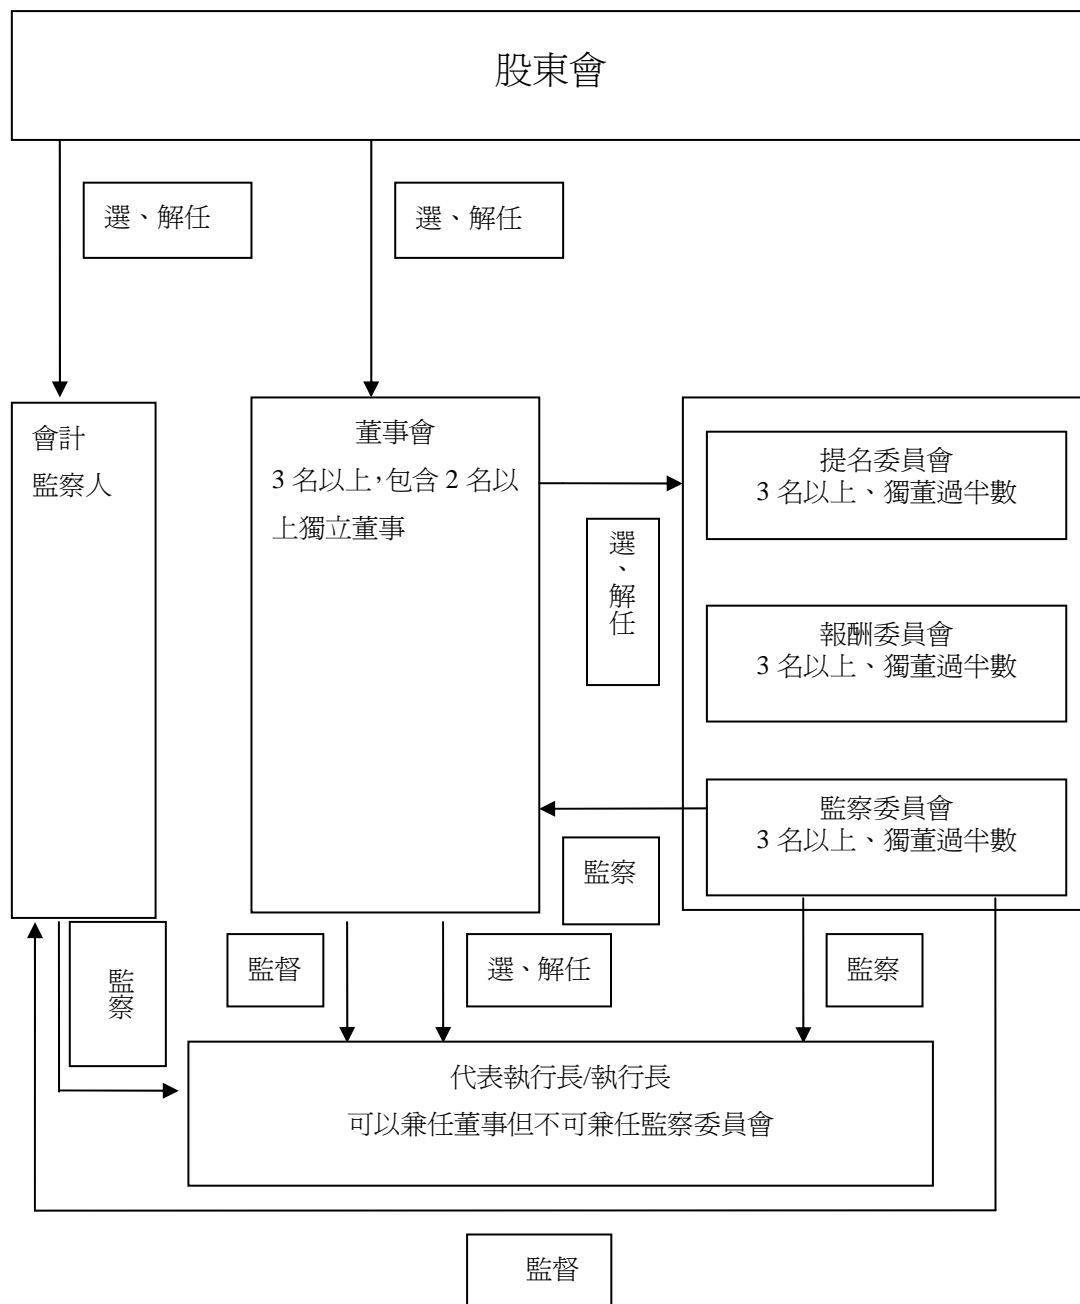 股東會
選、解任
選、解任
會計
監察人
董事會
3 名以上，包含 2 名以
上獨立董事
選、解任
提名委員會
3 名以上、獨董過半數
報酬委員會
3 名以上、獨董過半數
監察委員會
3 名以上、獨董過半數
監察
監察
監督
選、解任
監察
代表執行長/執行長
可以兼任董事但不可兼任監察委員會
監督